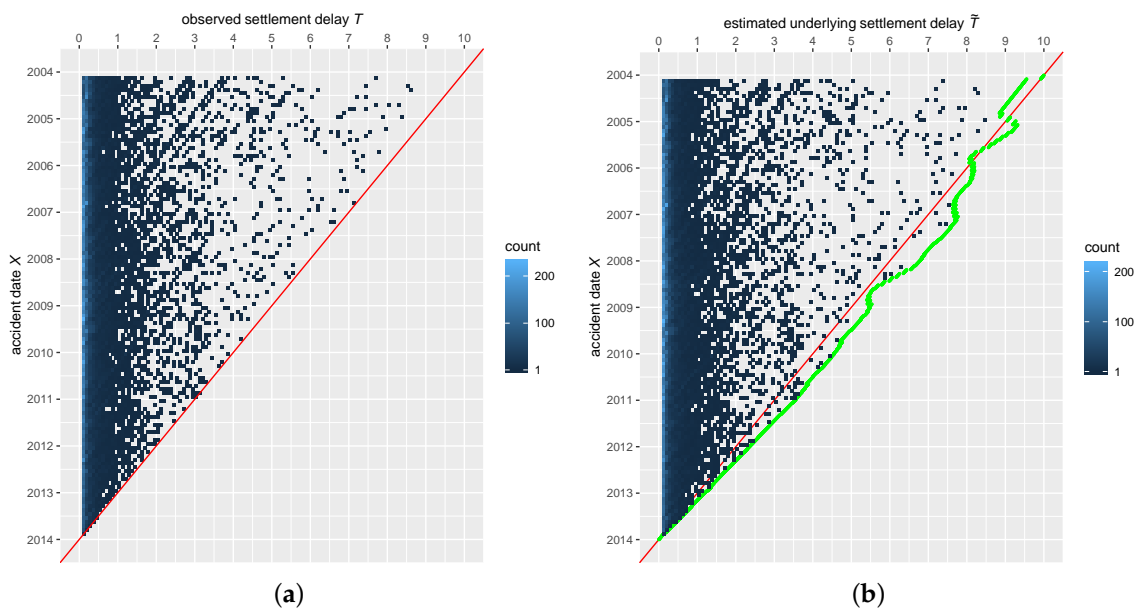 observed settlement delay T
0 1 2 3 4 5 6 7 8 9 10
2004
2005
2006
2007
2008
2009
2010
2011
2012
2013
2014
accident date X
count
200
100
1
(a)
estimated underlying settlement delay T̃
0 1 2 3 4 5 6 7 8 9 10
2004
2005
2006
2007
2008
2009
2010
2011
2012
2013
2014
accident date X
count
200
100
1
(b)